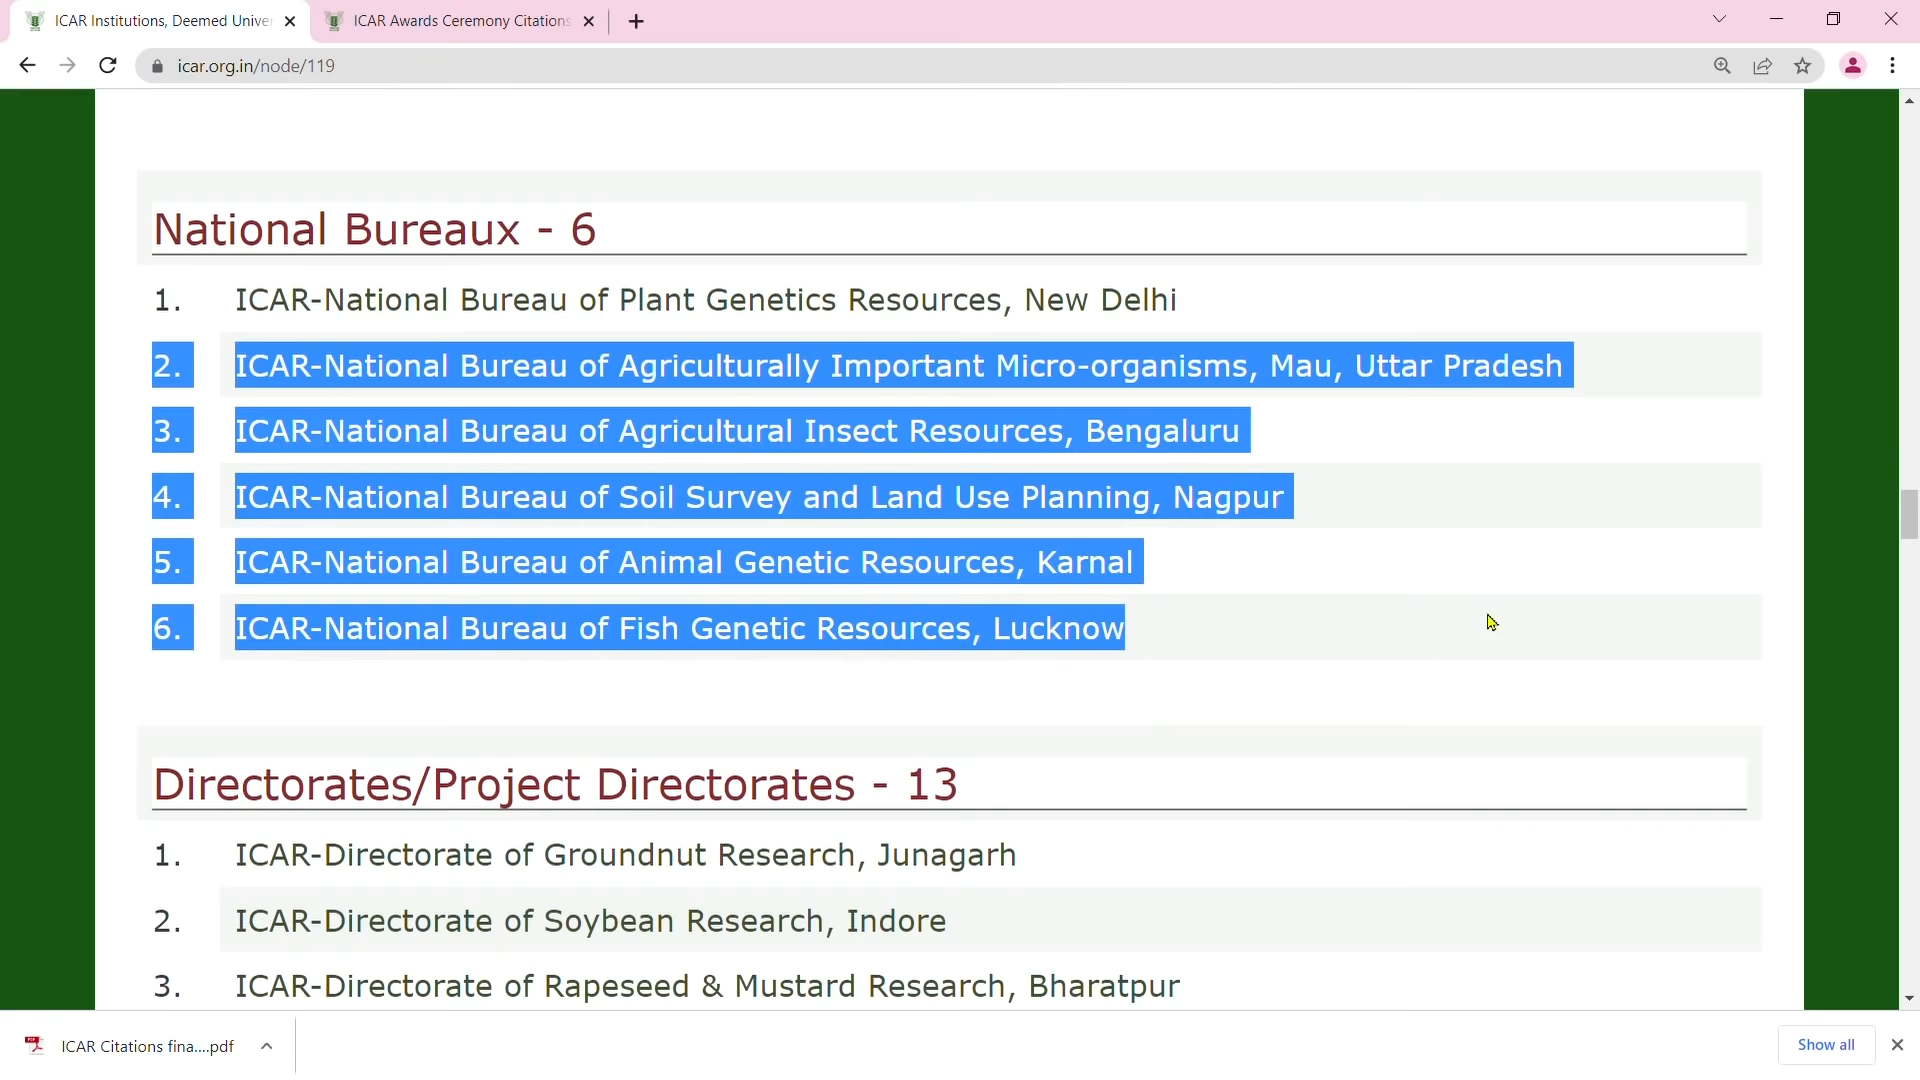 ICAR Institutions, Deemed Unive
ICAR Awards Ceremony Citations
icar.org.in/node/119
National Bureaux - 6
1. ICAR-National Bureau of Plant Genetics Resources, New Delhi
2. ICAR-National Bureau of Agriculturally Important Micro-organisms, Mau, Uttar Pradesh
3. ICAR-National Bureau of Agricultural Insect Resources, Bengaluru
4. ICAR-National Bureau of Soil Survey and Land Use Planning, Nagpur
5. ICAR-National Bureau of Animal Genetic Resources, Karnal
6. ICAR-National Bureau of Fish Genetic Resources, Lucknow
Directorates/Project Directorates - 13
1. ICAR-Directorate of Groundnut Research, Junagarh
2. ICAR-Directorate of Soybean Research, Indore
3. ICAR-Directorate of Rapeseed & Mustard Research, Bharatpur
ICAR Citations fina....pdf
Show all